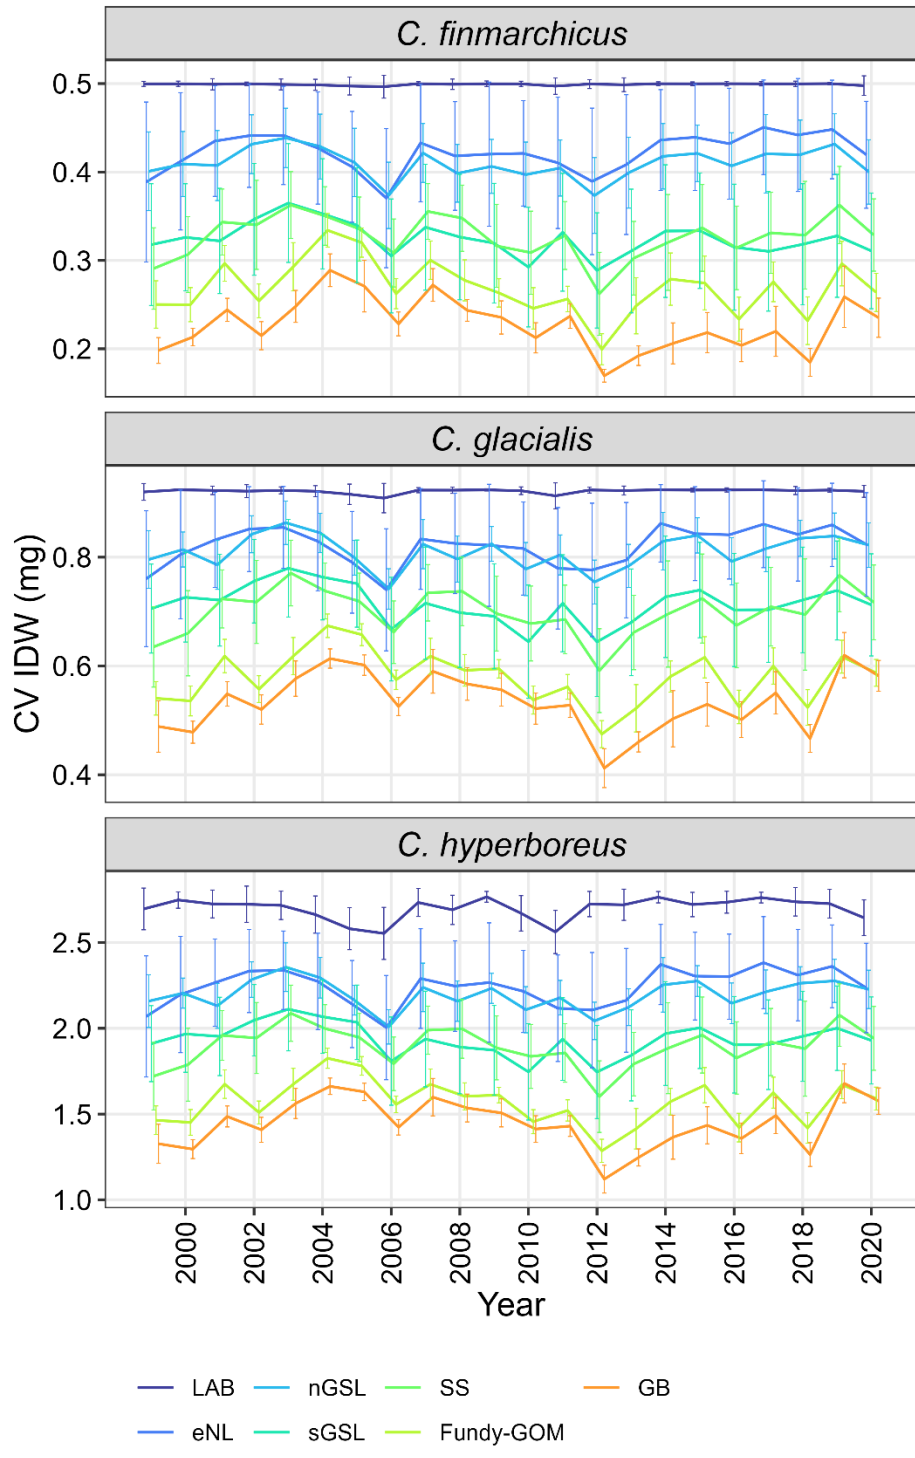 C. finmarchicus
0.5
0.4
0.3
0.2
C. glacialis
0.8
0.6
0.4
CV IDW (mg)
C. hyperboreus
2.5
2.0
1.5
1.0
2000 2002 2004 2006 2008 2010 2012 2014 2016 2018 2020
Year
LAB nGSL SS GB
eNL sGSL Fundy-GOM